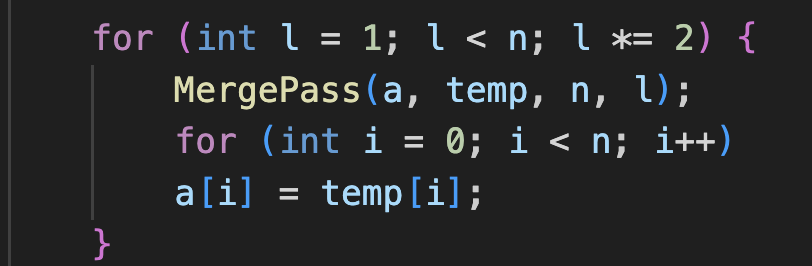 for (int l = 1; l < n; l *= 2) {
MergePass(a, temp, n, l);
for (int i = 0; i < n; i++)
a[i] = temp[i];
}